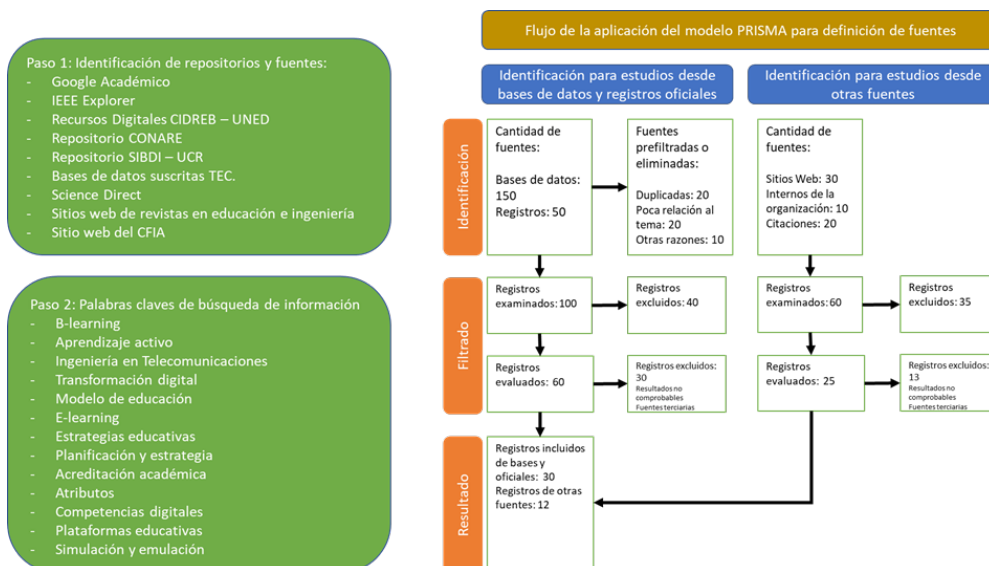 Paso 1: Identificación de repositorios y fuentes:
- Google Académico
- IEEE Explorer
- Recursos Digitales CIDREB – UNED
- Repositorio CONARE
- Repositorio SIBDI – UCR
- Bases de datos suscritas TEC.
- Science Direct
- Sitios web de revistas en educación e ingeniería
- Sitio web del CFIA
Paso 2: Palabras claves de búsqueda de información
- B-learning
- Aprendizaje activo
- Ingeniería en Telecomunicaciones
- Transformación digital
- Modelo de educación
- E-learning
- Estrategias educativas
- Planificación y estrategia
- Acreditación académica
- Atributos
- Competencias digitales
- Plataformas educativas
- Simulación y emulación
Flujo de la aplicación del modelo PRISMA para definición de fuentes
Identificación para estudios desde
bases de datos y registros oficiales
Identificación para estudios desde
otras fuentes
Identificación
Cantidad de
fuentes:
Bases de datos:
150
Registros: 50
Fuentes
prefiltradas o
eliminadas:
Duplicadas: 20
Poca relación al
tema: 20
Otras razones: 10
Cantidad de
fuentes:
Sitios Web: 30
Internos de la
organización: 10
Citaciones: 20
Filtrado
Registros
examinados: 100
Registros
excluidos: 40
Registros
examinados: 60
Registros
excluidos: 35
Registros
evaluados: 60
Registros excluidos:
30
Resultados no
comprobables
Fuentes terciarias
Registros
evaluados: 25
Registros excluidos:
13
Resultados no
comprobables
Fuentes terciarias
Resultado
Registros incluidos
de bases y
oficiales: 30
Registros de otras
fuentes: 12